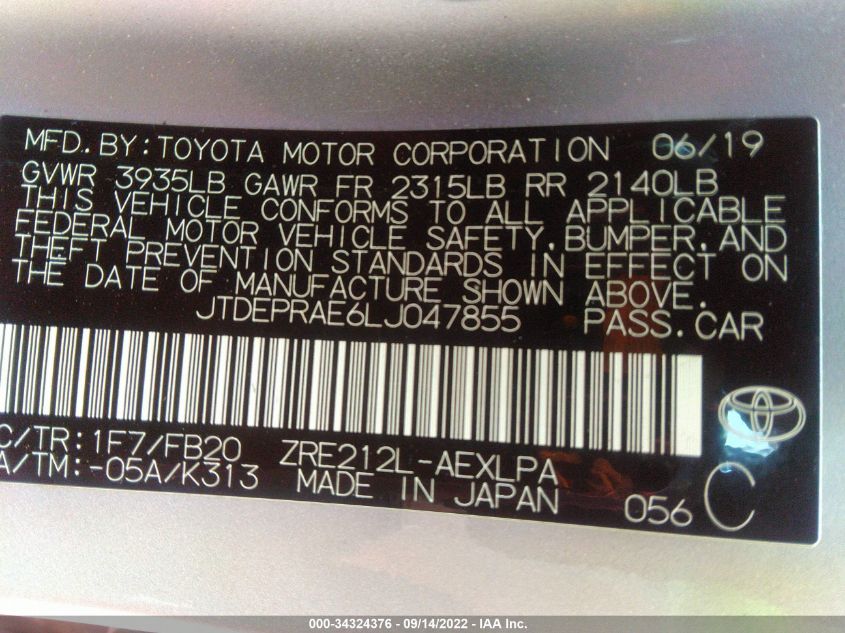 MFD. BY: TOYOTA MOTOR CORPORATION 06/19
GVWR 3935LB GAWR FR 2315LB RR 2140LB
THIS VEHICLE CONFORMS TO ALL APPLICABLE
FEDERAL MOTOR VEHICLE SAFETY, BUMPER, AND
THEFT PREVENTION STANDARDS IN EFFECT ON
THE DATE OF MANUFACTURE SHOWN ABOVE.
JTDEPRAE6LJ047855 PASS. CAR
C/TR: 1F7/FB20 ZRE212L-AEXLPA
A/TM: -05A/K313 MADE IN JAPAN 056 C
000-34324376 - 09/14/2022 - IAA Inc.